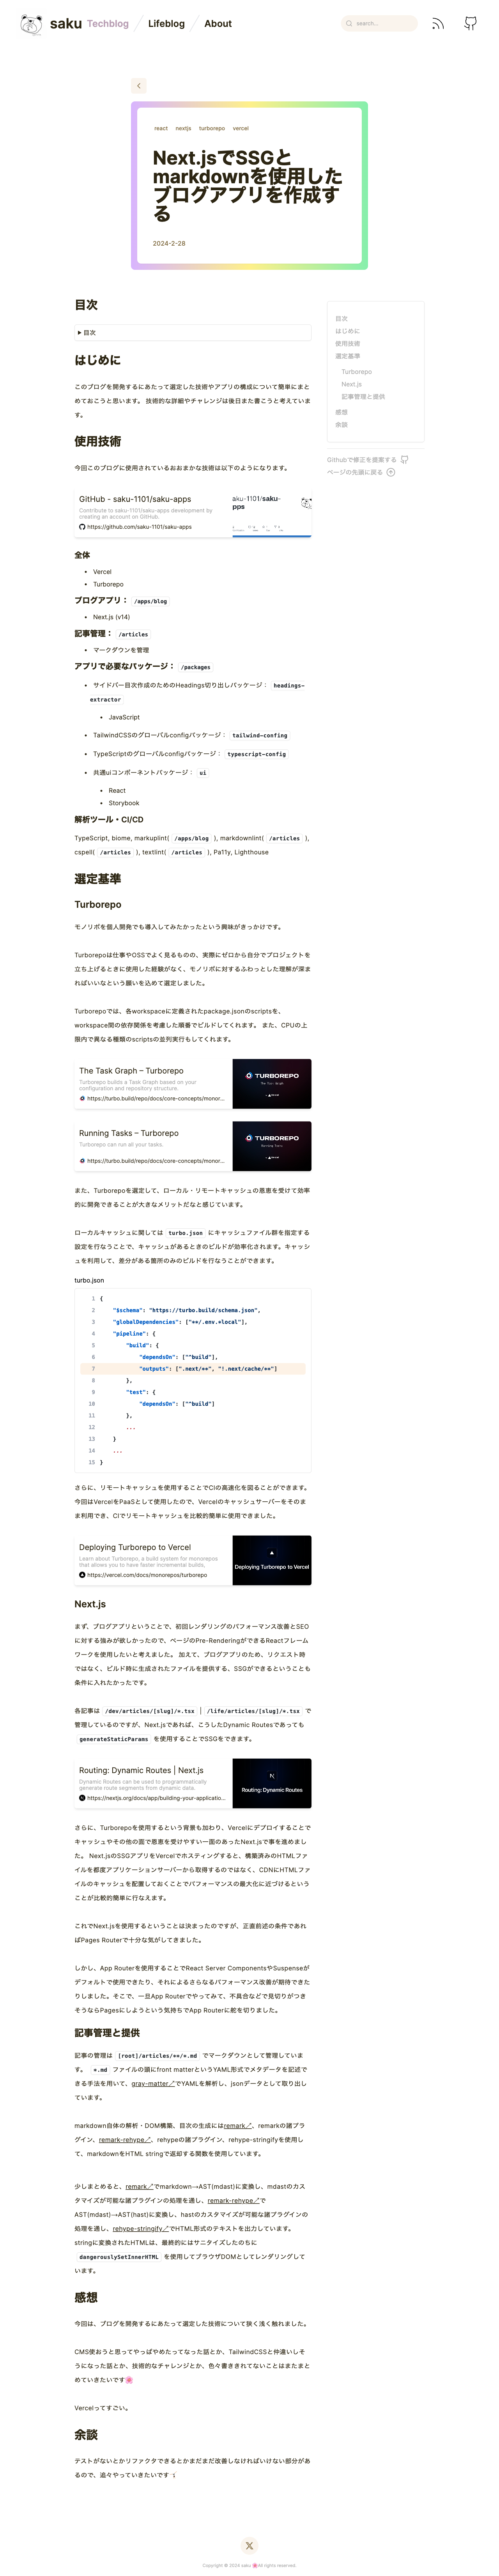 saku Techblog Lifeblog About search...
react nextjs turborepo vercel
Next.jsでSSGと
markdownを使用した
ブログアプリを作成す
る
2024-2-28
目次
▶ 目次
はじめに
このブログを開発するにあたって選定した技術やアプリの構成について簡単にまと
めておこうと思います。 技術的な詳細やチャレンジは後日また書こうと考えていま
す。
使用技術
今回このブログに使用されているおおまかな技術は以下のようになります。
GitHub - saku-1101/saku-apps
Contribute to saku-1101/saku-apps development by
creating an account on GitHub.
https://github.com/saku-1101/saku-apps
全体
• Vercel
• Turborepo
ブログアプリ： /apps/blog
• Next.js (v14)
記事管理： /articles
• マークダウンを管理
アプリで必要なパッケージ： /packages
• サイドバー目次作成のためのHeadings切り出しパッケージ： headings-
extractor
• JavaScript
• TailwindCSSのグローバルconfigパッケージ： tailwind-confing
• TypeScriptのグローバルconfigパッケージ： typescript-config
• 共通uiコンポーネントパッケージ： ui
• React
• Storybook
解析ツール・CI/CD
TypeScript, biome, markuplint( /apps/blog ), markdownlint( /articles ),
cspell( /articles ), textlint( /articles ), Pa11y, Lighthouse
選定基準
Turborepo
モノリポを個人開発でも導入してみたかったという興味がきっかけです。
Turborepoは仕事やOSSでよく見るものの、実際にゼロから自分でプロジェクトを
立ち上げるときに使用した経験がなく、モノリポに対するふわっとした理解が深ま
ればいいなという願いを込めて選定しました。
Turborepoでは、各workspaceに定義されたpackage.jsonのscriptsを、
workspace間の依存関係を考慮した順番でビルドしてくれます。 また、CPUの上
限内で異なる種類のscriptsの並列実行もしてくれます。
The Task Graph – Turborepo
Turborepo builds a Task Graph based on your
configuration and repository structure.
https://turbo.build/repo/docs/core-concepts/monor...
TURBOREPO
The Task Graph
Running Tasks – Turborepo
Turborepo can run all your tasks.
https://turbo.build/repo/docs/core-concepts/monor...
TURBOREPO
Running Tasks
また、Turborepoを選定して、ローカル・リモートキャッシュの恩恵を受けて効率
的に開発できることが大きなメリットだなと感じています。
ローカルキャッシュに関しては turbo.json にキャッシュファイル群を指定する
設定を行なうことで、キャッシュがあるときのビルドが効率化されます。キャッシ
ュを利用して、差分がある箇所のみのビルドを行なうことができます。
turbo.json
1 {
2 "$schema": "https://turbo.build/schema.json",
3 "globalDependencies": ["**/.env.*local"],
4 "pipeline": {
5 "build": {
6 "dependsOn": ["^build"],
7 "outputs": [".next/**", "!.next/cache/**"]
8 },
9 "test": {
10 "dependsOn": ["^build"]
11 },
12 ...
13 }
14 ...
15 }
さらに、リモートキャッシュを使用することでCIの高速化を図ることができます。
今回はVercelをPaaSとして使用したので、Vercelのキャッシュサーバーをそのま
ま利用でき、CIでリモートキャッシュを比較的簡単に使用できました。
Deploying Turborepo to Vercel
Learn about Turborepo, a build system for monorepos
that allows you to have faster incremental builds,
https://vercel.com/docs/monorepos/turborepo
Deploying Turborepo to Vercel
Next.js
まず、ブログアプリということで、初回レンダリングのパフォーマンス改善とSEO
に対する強みが欲しかったので、ページのPre-RenderingができるReactフレーム
ワークを使用したいと考えました。 加えて、ブログアプリのため、リクエスト時
ではなく、ビルド時に生成されたファイルを提供する、SSGができるということも
条件に入れたかったです。
各記事は /dev/articles/[slug]/*.tsx | /life/articles/[slug]/*.tsx で
管理しているのですが、Next.jsであれば、こうしたDynamic Routesであっても
generateStaticParams を使用することでSSGをできます。
Routing: Dynamic Routes | Next.js
Dynamic Routes can be used to programmatically
generate route segments from dynamic data.
https://nextjs.org/docs/app/building-your-applicatio...
Routing: Dynamic Routes
さらに、Turborepoを使用するという背景も加わり、Vercelにデプロイすることで
キャッシュやその他の面で恩恵を受けやすい一面のあったNext.jsで事を進めまし
た。 Next.jsのSSGアプリをVercelでホスティングすると、構築済みのHTMLファ
イルを都度アプリケーションサーバーから取得するのではなく、CDNにHTMLファ
イルのキャッシュを配置しておくことでパフォーマンスの最大化に近づけるという
ことが比較的簡単に行なえます。
これでNext.jsを使用するということは決まったのですが、正直前述の条件であれ
ばPages Routerで十分な気がしてきました。
しかし、App Routerを使用することでReact Server ComponentsやSuspenseが
デフォルトで使用できたり、それによるさらなるパフォーマンス改善が期待できた
りしました。そこで、一旦App Routerでやってみて、不具合などで見切りがつき
そうならPagesにしようという気持ちでApp Routerに舵を切りました。
記事管理と提供
記事の管理は [root]/articles/**/*.md でマークダウンとして管理していま
す。 *.md ファイルの頭にfront matterというYAML形式でメタデータを記述で
きる手法を用いて、gray-matter↗でYAMLを解析し、jsonデータとして取り出し
ています。
markdown自体の解析・DOM構築、目次の生成にはremark↗、remarkの諸プラ
グイン、remark-rehype↗、rehypeの諸プラグイン、rehype-stringifyを使用し
て、markdownをHTML stringで返却する関数を使用しています。
少しまとめると、remark↗でmarkdown→AST(mdast)に変換し、mdastのカス
タマイズが可能な諸プラグインの処理を通し、remark-rehype↗で
AST(mdast)→AST(hast)に変換し、hastのカスタマイズが可能な諸プラグインの
処理を通し、rehype-stringify↗でHTML形式のテキストを出力しています。
stringに変換されたHTMLは、最終的にはサニタイズしたのちに
dangerouslySetInnerHTML を使用してブラウザDOMとしてレンダリングして
います。
感想
今回は、ブログを開発するにあたって選定した技術について狭く浅く触れました。
CMS使おうと思ってやっぱやめたってなった話とか、TailwindCSSと仲違いしそ
うになった話とか、技術的なチャレンジとか、色々書ききれてないことはまたまと
めていきたいです🌸
Vercelってすごい。
余談
テストがないとかリファクタできるとかまだまだ改善しなければいけない部分があ
るので、追々やっていきたいです
目次
はじめに
使用技術
選定基準
Turborepo
Next.js
記事管理と提供
感想
余談
Githubで修正を提案する
ページの先頭に戻る
Copyright © 2024 saku 🌸All rights reserved.